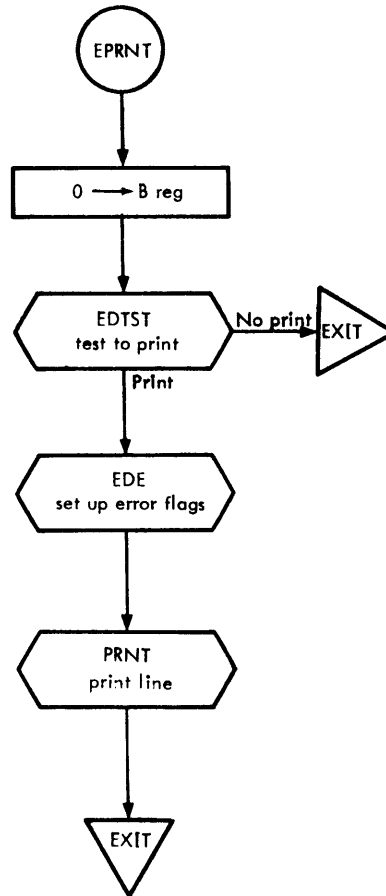 EPRNT
0 → B reg
EDTST
test to print
No print
EXIT
Print
EDE
set up error flags
PRNT
print line
EXIT